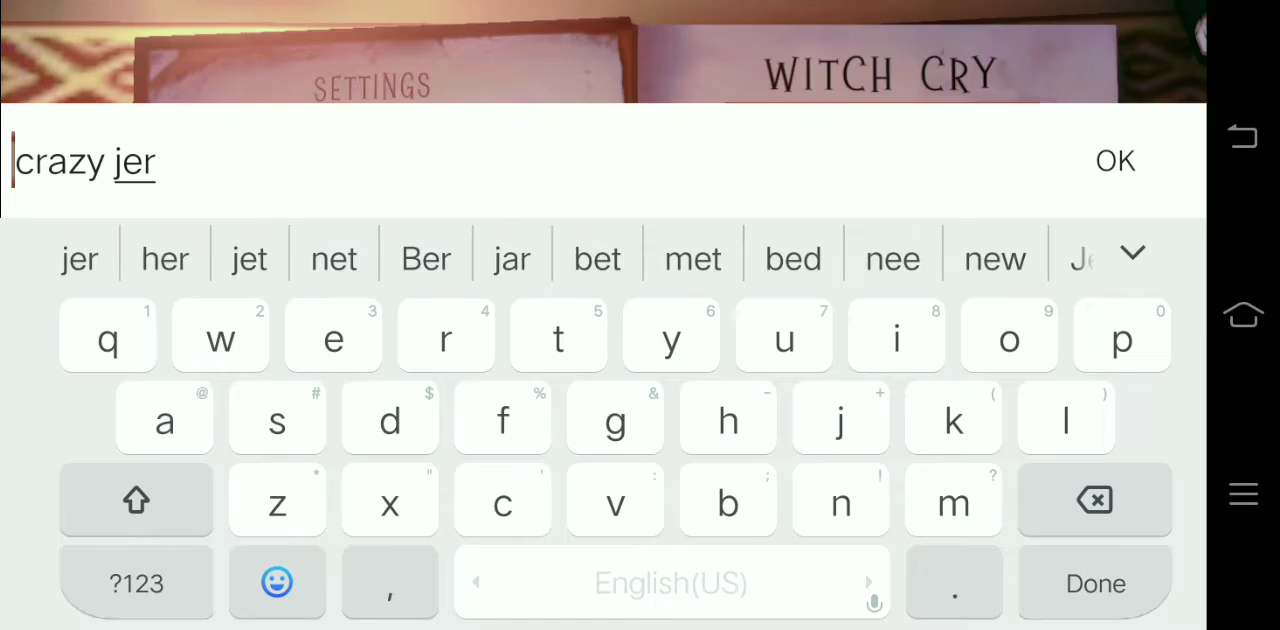 SETTINGS
WITCH CRY
crazy jer
OK
jer her jet net Ber jar bet met bed nee new
1 2 3 4 5 6 7 8 9 0
q w e r t y u i o p
@ # $ % & - + ( )
a s d f g h j k l
* " ' : ; ! ?
z x c v b n m
?123 , English(US) . Done